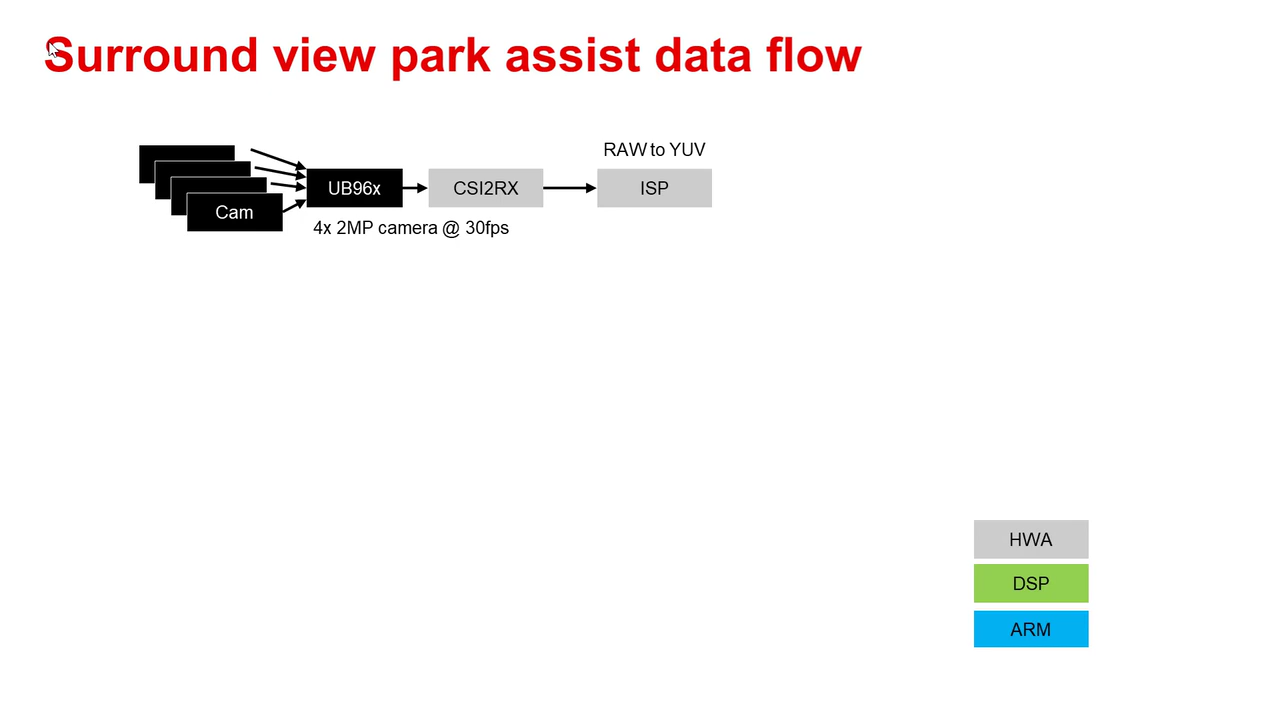 Surround view park assist data flow
RAW to YUV
Cam
UB96x
CSI2RX
ISP
4x 2MP camera @ 30fps
HWA
DSP
ARM